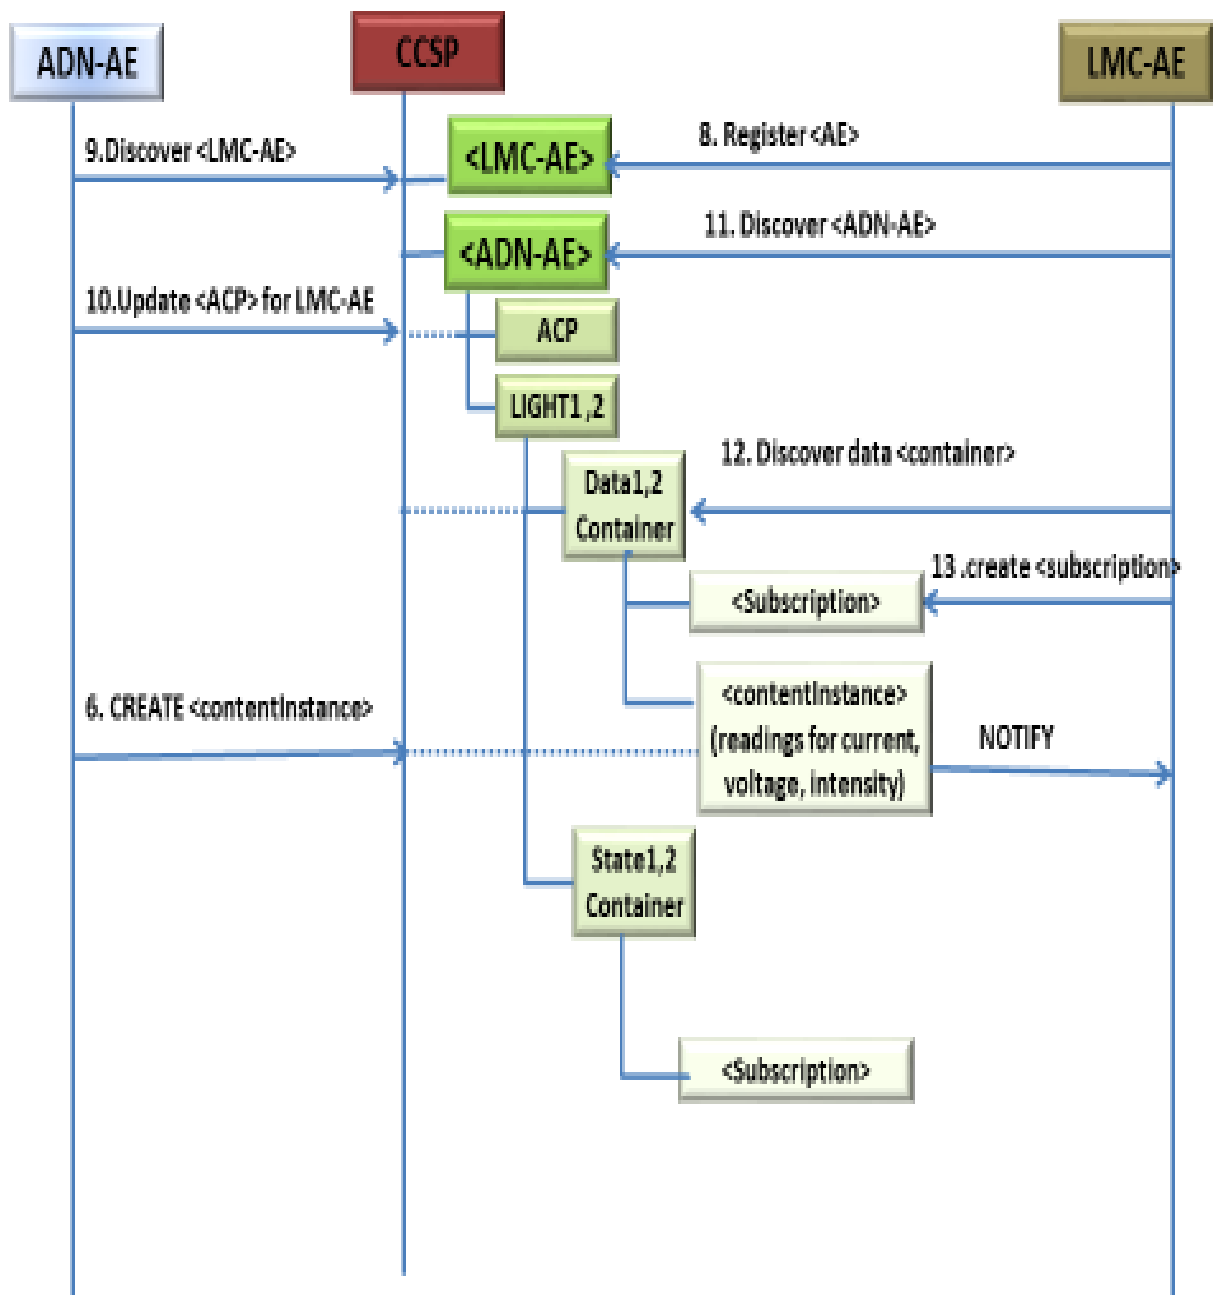 ADN-AE
CCSP
LMC-AE
9.Discover <LMC-AE>
<LMC-AE>
8. Register <AE>
<ADN-AE>
11. Discover <ADN-AE>
10.Update <ACP> for LMC-AE
ACP
LIGHT1,2
Data1,2
Container
12. Discover data <container>
13 .create <subscription>
<Subscription>
6. CREATE <contentInstance>
<contentInstance>
(readings for current,
voltage, intensity)
NOTIFY
State1,2
Container
<Subscription>